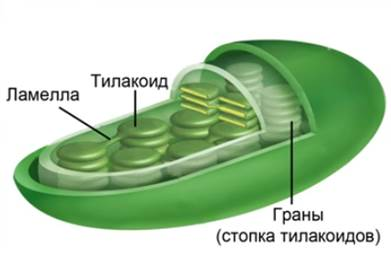 Тилакоид
Ламелла
Граны
(стопка тилакоидов)